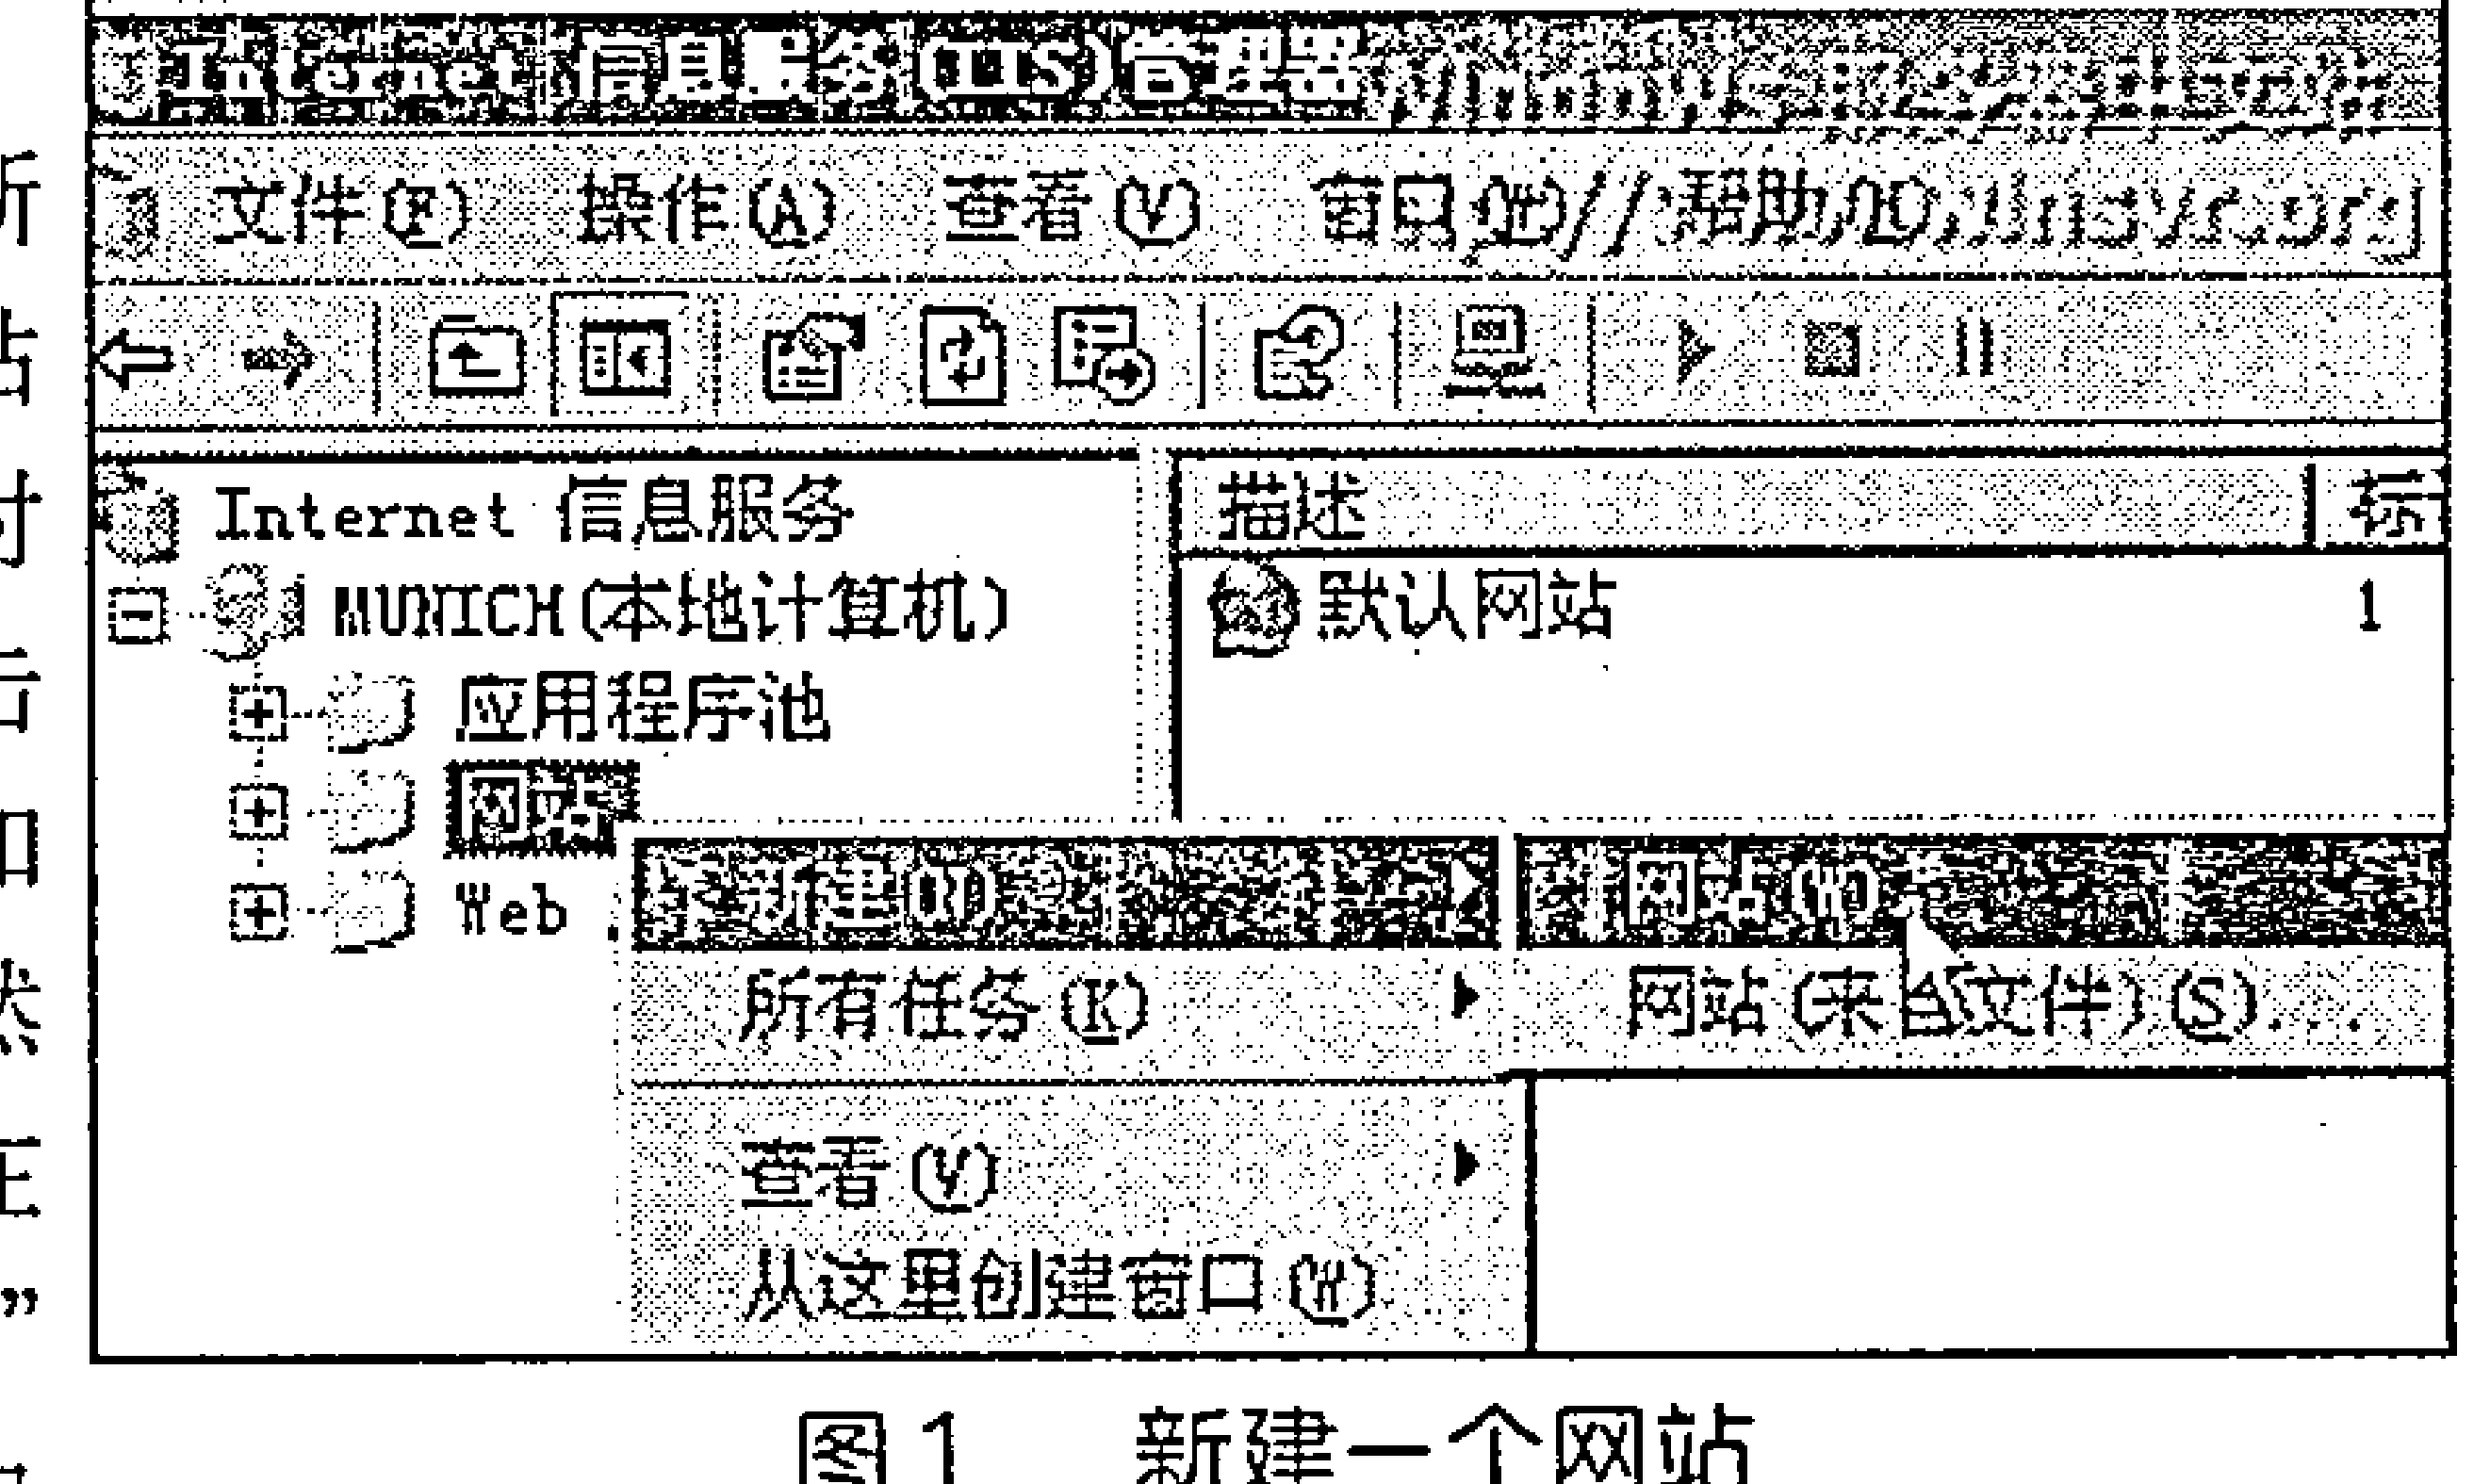 Internet 信息服务(IIS)管理器
文件(F) 操作(A) 查看(V) 窗口(W) 帮助(H)
Internet 信息服务
描述
标
MUNICH(本地计算机)
默认网站 1
应用程序池
网站
Web
新建(N) 网站(W)
所有任务(K) 网站(来自文件)(S)...
查看(V)
从这里创建窗口(W)
图1 新建一个网站